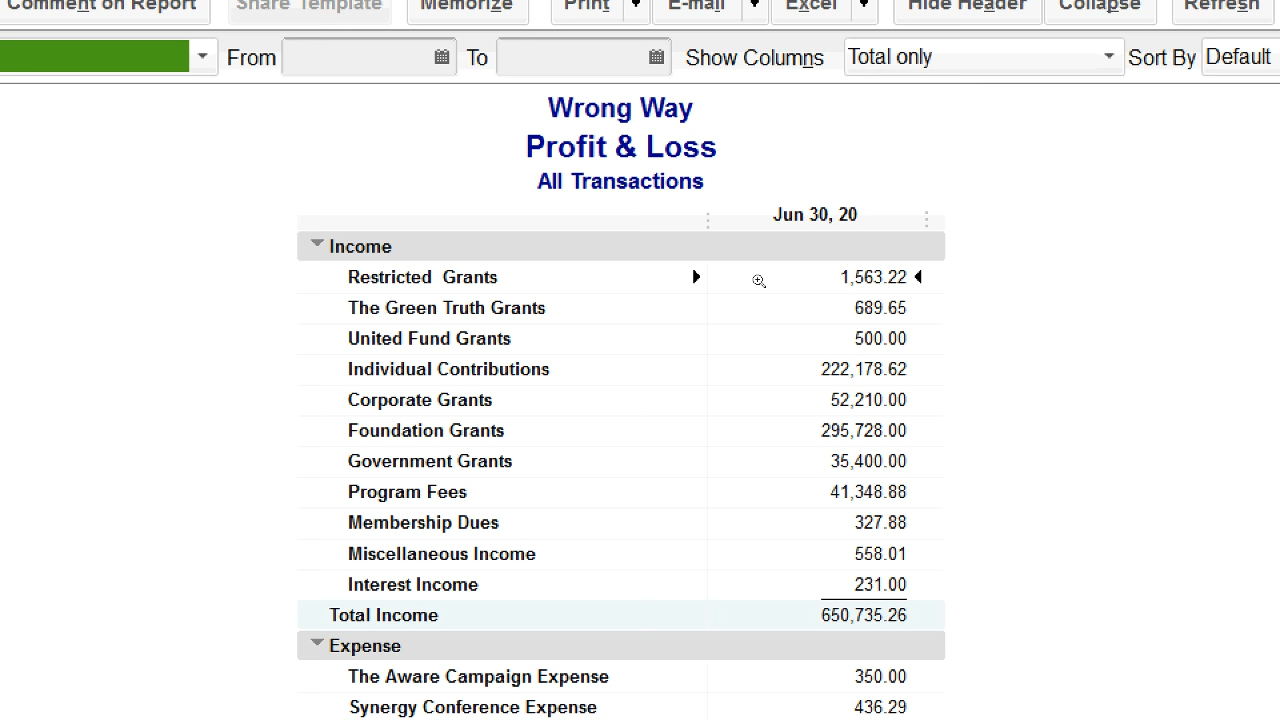 Comment on Report Share Template Memorize Print E-mail Excel Hide Header Collapse Refresh
From To Show Columns Total only Sort By Default
Wrong Way
Profit & Loss
All Transactions
Jun 30, 20
Income
Restricted Grants 1,563.22
The Green Truth Grants 689.65
United Fund Grants 500.00
Individual Contributions 222,178.62
Corporate Grants 52,210.00
Foundation Grants 295,728.00
Government Grants 35,400.00
Program Fees 41,348.88
Membership Dues 327.88
Miscellaneous Income 558.01
Interest Income 231.00
Total Income 650,735.26
Expense
The Aware Campaign Expense 350.00
Synergy Conference Expense 436.29